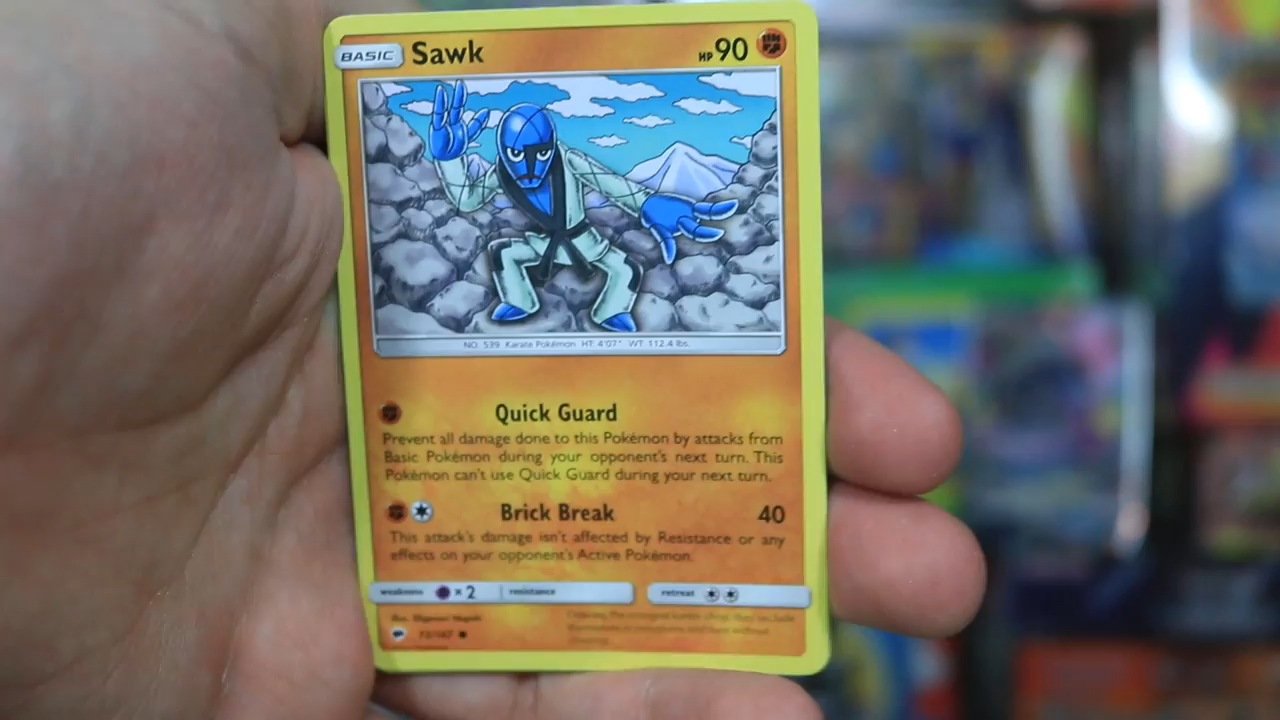 BASIC Sawk HP 90
NO. 539 Karate Pokémon HT: 4'07" WT: 112.4 lbs.
Quick Guard
Prevent all damage done to this Pokémon by attacks from
Basic Pokémon during your opponent's next turn. This
Pokémon can't use Quick Guard during your next turn.
Brick Break 40
This attack's damage isn't affected by Resistance or any
effects on your opponent's Active Pokémon.
weakness ×2 resistance retreat